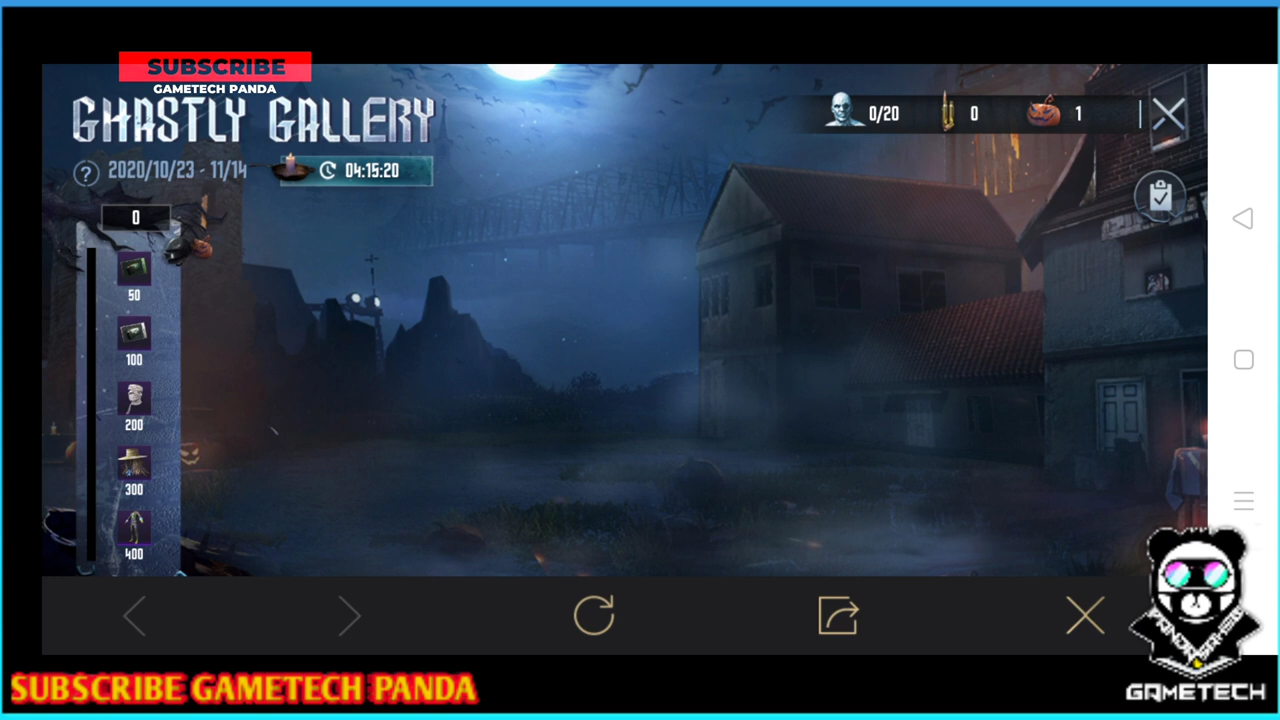 SUBSCRIBE
GAMETECH PANDA
GHASTLY GALLERY
0/20
0
1
? 2020/10/23 - 11/14
04:15:20
0
50
100
200
300
400
SUBSCRIBE GAMETECH PANDA
GAMETECH